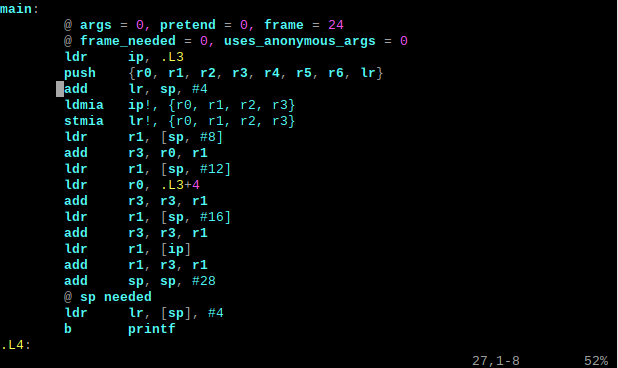 main:
@ args = 0, pretend = 0, frame = 24
@ frame_needed = 0, uses_anonymous_args = 0
ldr ip, .L3
push {r0, r1, r2, r3, r4, r5, r6, lr}
add lr, sp, #4
ldmia ip!, {r0, r1, r2, r3}
stmia lr!, {r0, r1, r2, r3}
ldr r1, [sp, #8]
add r3, r0, r1
ldr r1, [sp, #12]
ldr r0, .L3+4
add r3, r3, r1
ldr r1, [sp, #16]
add r3, r3, r1
ldr r1, [ip]
add r1, r3, r1
add sp, sp, #28
@ sp needed
ldr lr, [sp], #4
b printf
.L4:
27,1-8 52%